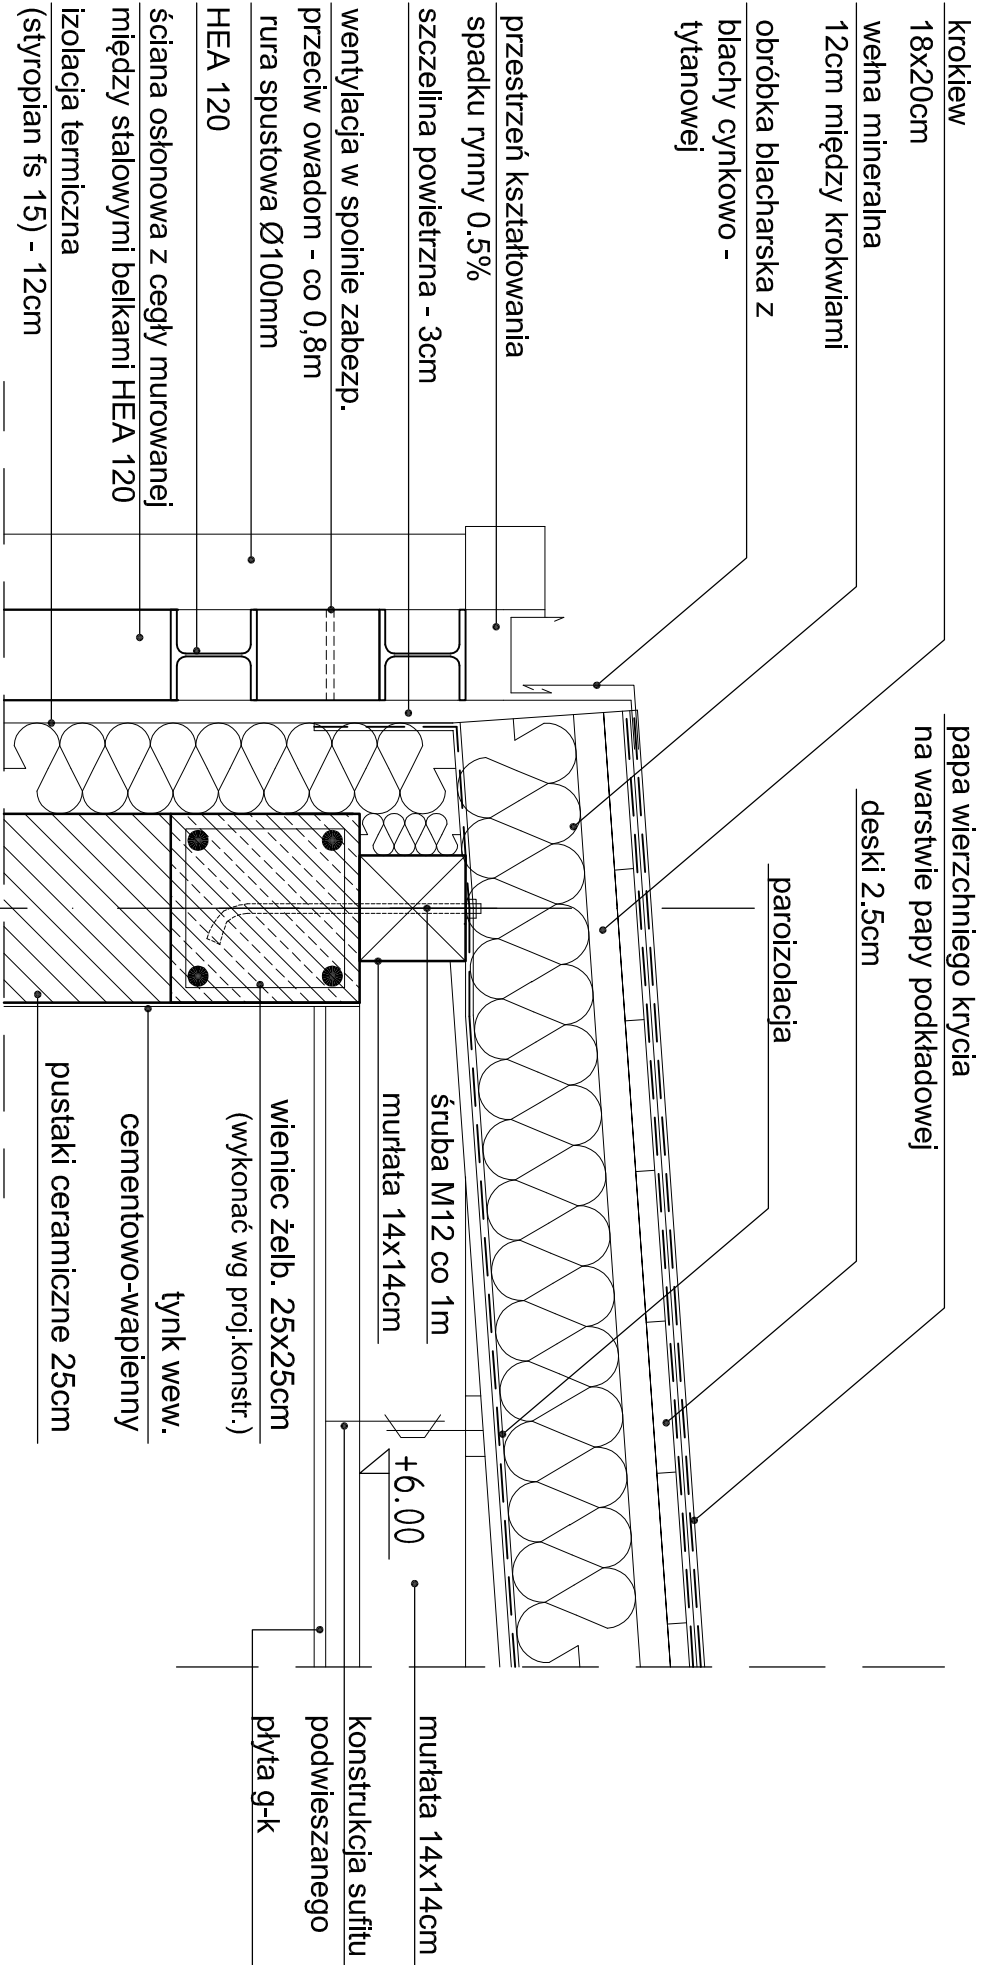 krokiew
18x20cm
wełna mineralna
12cm między krokwiami
obróbka blacharska z
blachy cynkowo -
tytanowej
przestrzeń kształtowania
spadku rynny 0.5%
szczelina powietrzna - 3cm
wentylacja w spoinie zabezp.
przeciw owadom - co 0,8m
rura spustowa Ø100mm
HEA 120
ściana osłonowa z cegły murowanej
między stalowymi belkami HEA 120
izolacja termiczna
(styropian fs 15) - 12cm
papa wierzchniego krycia
na warstwie papy podkładowej
deski 2.5cm
paroizolacja
śruba M12 co 1m
murłata 14x14cm
wieniec żelb. 25x25cm
(wykonać wg proj.konstr.)
tynk wew.
cementowo-wapienny
pustaki ceramiczne 25cm
+6.00
murłata 14x14cm
konstrukcja sufitu
podwieszanego
płyta g-k